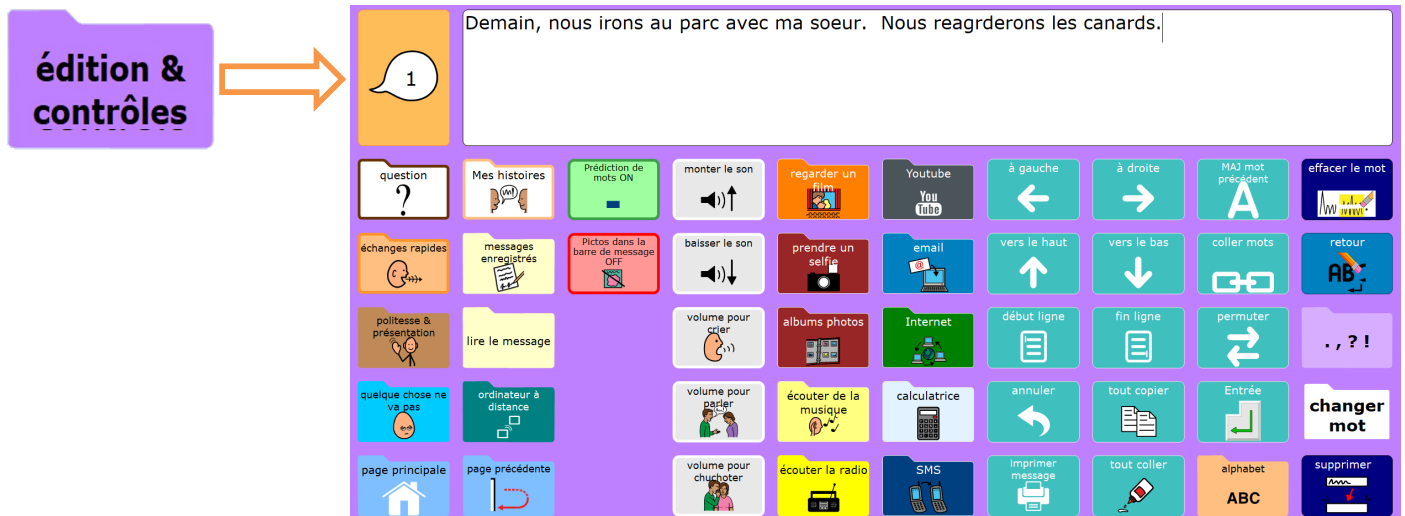 édition &
contrôles
Demain, nous irons au parc avec ma soeur.  Nous reagrderons les canards.
1
question
?
Mes histoires
Prédiction de
mots ON
monter le son
regarder un
film
Youtube
You
Tube
à gauche
à droite
MAJ mot
précédent
A
effacer le mot
échanges rapides
messages
enregistrés
Pictos dans la
barre de message
OFF
baisser le son
prendre un
selfie
email
@
vers le haut
vers le bas
coller mots
retour
AB
politesse &
présentation
lire le message
volume pour
crier
albums photos
Internet
début ligne
fin ligne
permuter
. , ? !
quelque chose ne
va pas
ordinateur à
distance
volume pour
parler
écouter de la
musique
calculatrice
annuler
tout copier
Entrée
changer
mot
page principale
page précédente
volume pour
chuchoter
écouter la radio
SMS
Imprimer
message
tout coller
alphabet
ABC
supprimer